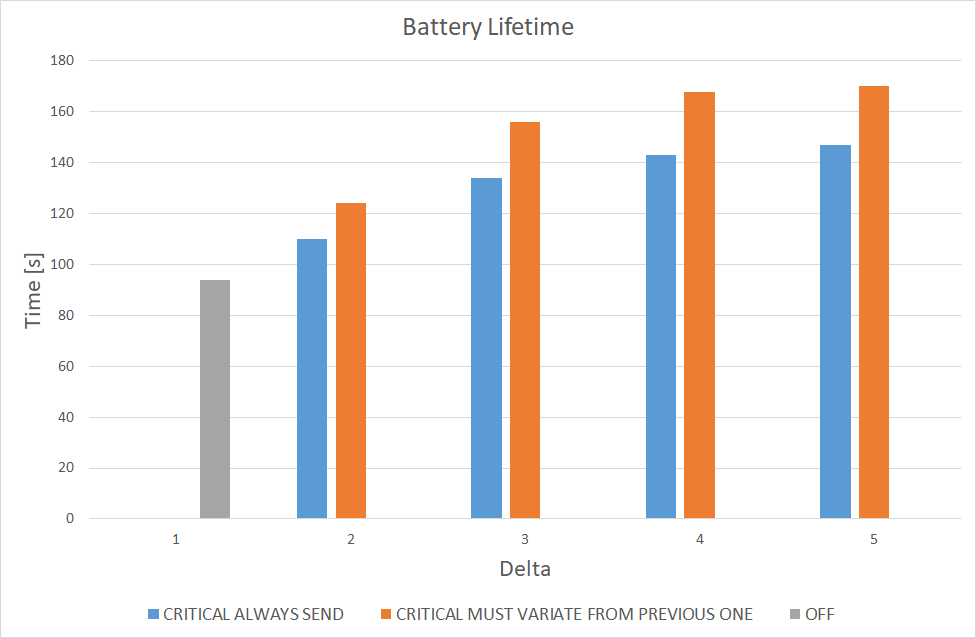 Battery Lifetime
180
160
140
120
100
80
60
40
20
0
Time [s]
1 2 3 4 5
Delta
CRITICAL ALWAYS SEND CRITICAL MUST VARIATE FROM PREVIOUS ONE OFF